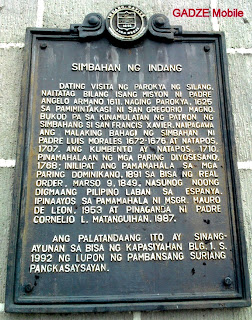 GADZE Mobile
SIMBAHAN NG INDANG
DATING VISITA NG PAROKYA NG SILANG,
NAITATAG BILANG ISANG MISYON NI PADRE
ANGELO ARMANO 1611. NAGING PAROKYA, 1625
SA PAMIMINTAKASI NI SAN GREGORIO MAGNO,
BUKOD PA SA KINAMULATAN NG PATRON NG
SIMBAHANG SI SAN FRANCIS XAVIER. NAIPAGAWA
ANG MALAKING BAHAGI NG SIMBAHAN NI
PADRE LUIS MORALES 1672-1676 AT NATAPOS,
1707, ANG KUMBENTO AY NATAPOS, 1710.
PINAMAHALAAN NG MGA PARING DIYOSESANO,
1768; INILIPAT ANG PAMAMAHALA SA MGA
PARING DOMINIKANO, 1891 SA BISA NG REAL
ORDER, MARSO 9, 1849. NASUNOG NOONG
DIGMAANG PILIPINO LABAN SA ESPANYA.
IPINAAYOS SA PAMAMAHALA NI MSGR. MAURO
DE LEON, 1953 AT PINAGANDA NI PADRE
CORNELIO L. MATANGUIHAN, 1987.
ANG PALATANDAANG ITO AY SINANG-
AYUNAN SA BISA NG KAPASIYAHAN BLG. 1, S.
1992 NG LUPON NG PAMBANSANG SURIANG
PANGKASAYSAYAN.